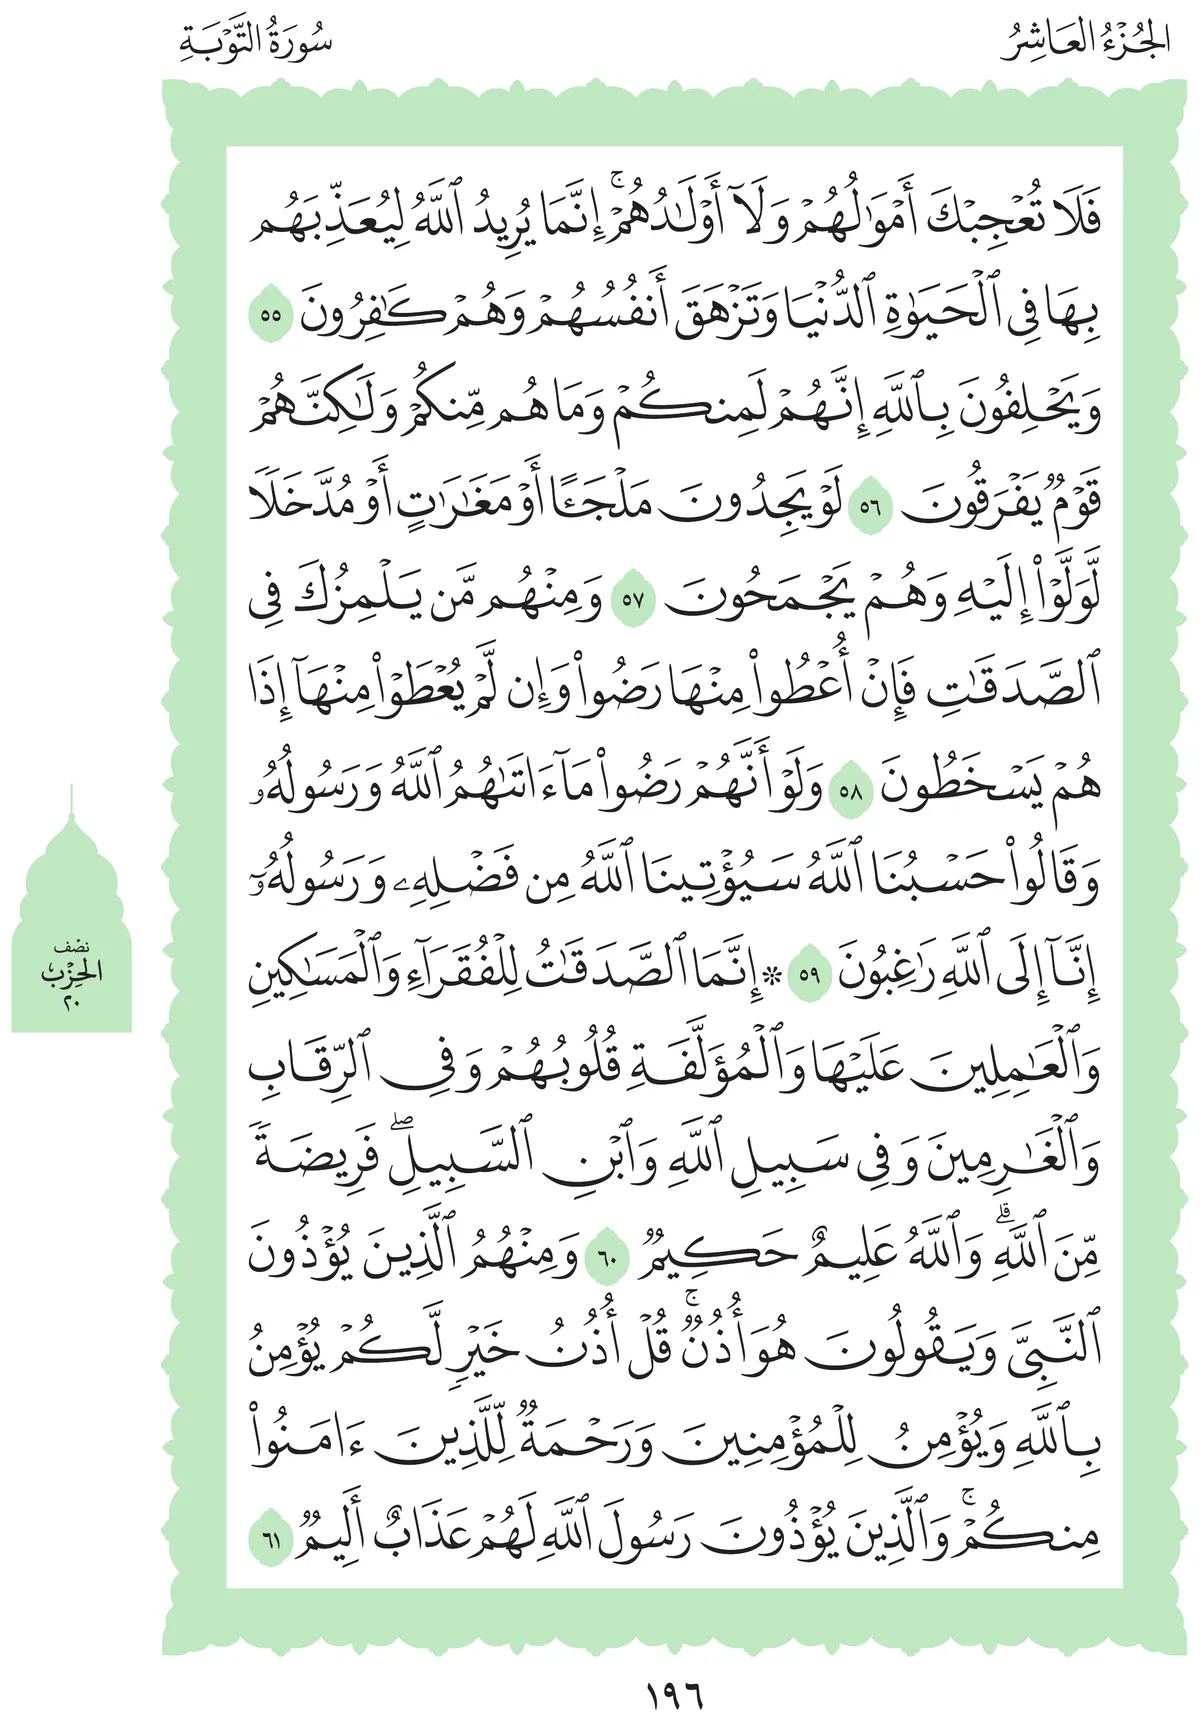 الجُزْءُ العَاشِرُ
سُورَةُ التَّوْبَةِ
فَلَا تُعْجِبْكَ أَمْوَٰلُهُمْ وَلَآ أَوْلَٰدُهُمْۚ إِنَّمَا يُرِيدُ ٱللَّهُ لِيُعَذِّبَهُم
بِهَا فِي ٱلْحَيَوٰةِ ٱلدُّنْيَا وَتَزْهَقَ أَنفُسُهُمْ وَهُمْ كَٰفِرُونَ ٥٥
وَيَحْلِفُونَ بِٱللَّهِ إِنَّهُمْ لَمِنكُمْ وَمَا هُم مِّنكُمْ وَلَٰكِنَّهُمْ
قَوْمٌ يَفْرَقُونَ ٥٦ لَوْ يَجِدُونَ مَلْجَـًٔا أَوْ مَغَٰرَٰتٍ أَوْ مُدَّخَلًا
لَّوَلَّوْا۟ إِلَيْهِ وَهُمْ يَجْمَحُونَ ٥٧ وَمِنْهُم مَّن يَلْمِزُكَ فِي
ٱلصَّدَقَٰتِ فَإِنْ أُعْطُوا۟ مِنْهَا رَضُوا۟ وَإِن لَّمْ يُعْطَوْا۟ مِنْهَآ إِذَا
هُمْ يَسْخَطُونَ ٥٨ وَلَوْ أَنَّهُمْ رَضُوا۟ مَآ ءَاتَىٰهُمُ ٱللَّهُ وَرَسُولُهُۥ
وَقَالُوا۟ حَسْبُنَا ٱللَّهُ سَيُؤْتِينَا ٱللَّهُ مِن فَضْلِهِۦ وَرَسُولُهُۥٓ
إِنَّآ إِلَى ٱللَّهِ رَٰغِبُونَ ٥٩ ۞ إِنَّمَا ٱلصَّدَقَٰتُ لِلْفُقَرَآءِ وَٱلْمَسَٰكِينِ
وَٱلْعَٰمِلِينَ عَلَيْهَا وَٱلْمُؤَلَّفَةِ قُلُوبُهُمْ وَفِي ٱلرِّقَابِ
وَٱلْغَٰرِمِينَ وَفِي سَبِيلِ ٱللَّهِ وَٱبْنِ ٱلسَّبِيلِۖ فَرِيضَةً
مِّنَ ٱللَّهِۗ وَٱللَّهُ عَلِيمٌ حَكِيمٌ ٦٠ وَمِنْهُمُ ٱلَّذِينَ يُؤْذُونَ
ٱلنَّبِيَّ وَيَقُولُونَ هُوَ أُذُنٌۚ قُلْ أُذُنُ خَيْرٍ لَّكُمْ يُؤْمِنُ
بِٱللَّهِ وَيُؤْمِنُ لِلْمُؤْمِنِينَ وَرَحْمَةٌ لِّلَّذِينَ ءَامَنُوا۟
مِنكُمْۚ وَٱلَّذِينَ يُؤْذُونَ رَسُولَ ٱللَّهِ لَهُمْ عَذَابٌ أَلِيمٌ ٦١
نصف
الحِزْب
٢٠
١٩٦